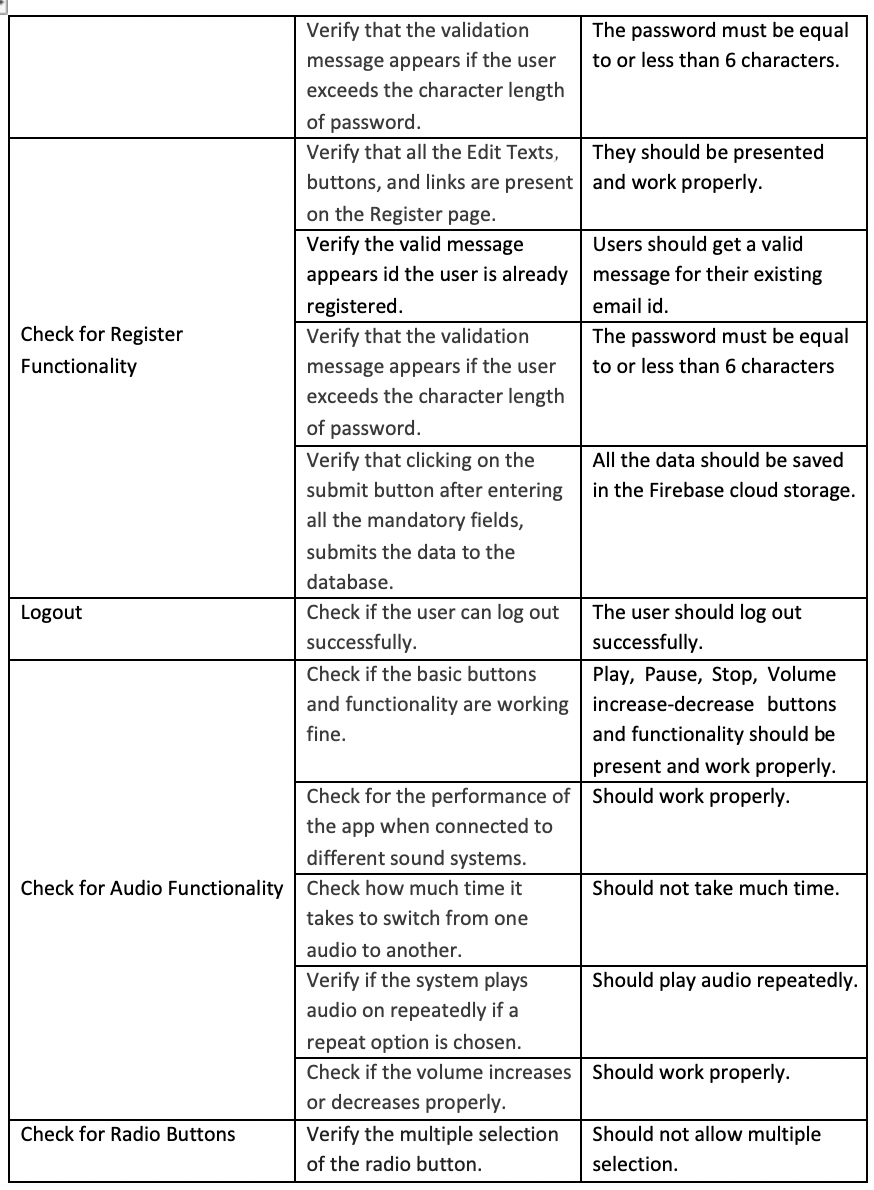 Verify that the validation
message appears if the user
exceeds the character length
of password.
The password must be equal
to or less than 6 characters.
Check for Register
Functionality
Verify that all the Edit Texts,
buttons, and links are present
on the Register page.
They should be presented
and work properly.
Verify the valid message
appears id the user is already
registered.
Users should get a valid
message for their existing
email id.
Verify that the validation
message appears if the user
exceeds the character length
of password.
The password must be equal
to or less than 6 characters
Verify that clicking on the
submit button after entering
all the mandatory fields,
submits the data to the
database.
All the data should be saved
in the Firebase cloud storage.
Logout
Check if the user can log out
successfully.
The user should log out
successfully.
Check for Audio Functionality
Check if the basic buttons
and functionality are working
fine.
Play, Pause, Stop, Volume
increase-decrease buttons
and functionality should be
present and work properly.
Check for the performance of
the app when connected to
different sound systems.
Should work properly.
Check how much time it
takes to switch from one
audio to another.
Should not take much time.
Verify if the system plays
audio on repeatedly if a
repeat option is chosen.
Should play audio repeatedly.
Check if the volume increases
or decreases properly.
Should work properly.
Check for Radio Buttons
Verify the multiple selection
of the radio button.
Should not allow multiple
selection.